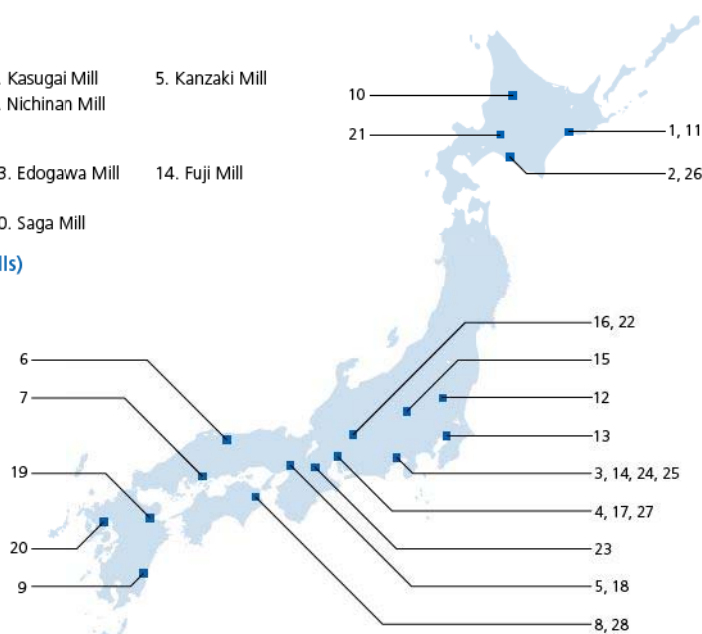 . Kasugai Mill 5. Kanzaki Mill
. Nichinan Mill
3. Edogawa Mill 14. Fuji Mill
0. Saga Mill
lls)
10
21
1, 11
2, 26
16, 22
6
15
7
12
13
19
3, 14, 24, 25
4, 17, 27
20
23
9
5, 18
8, 28